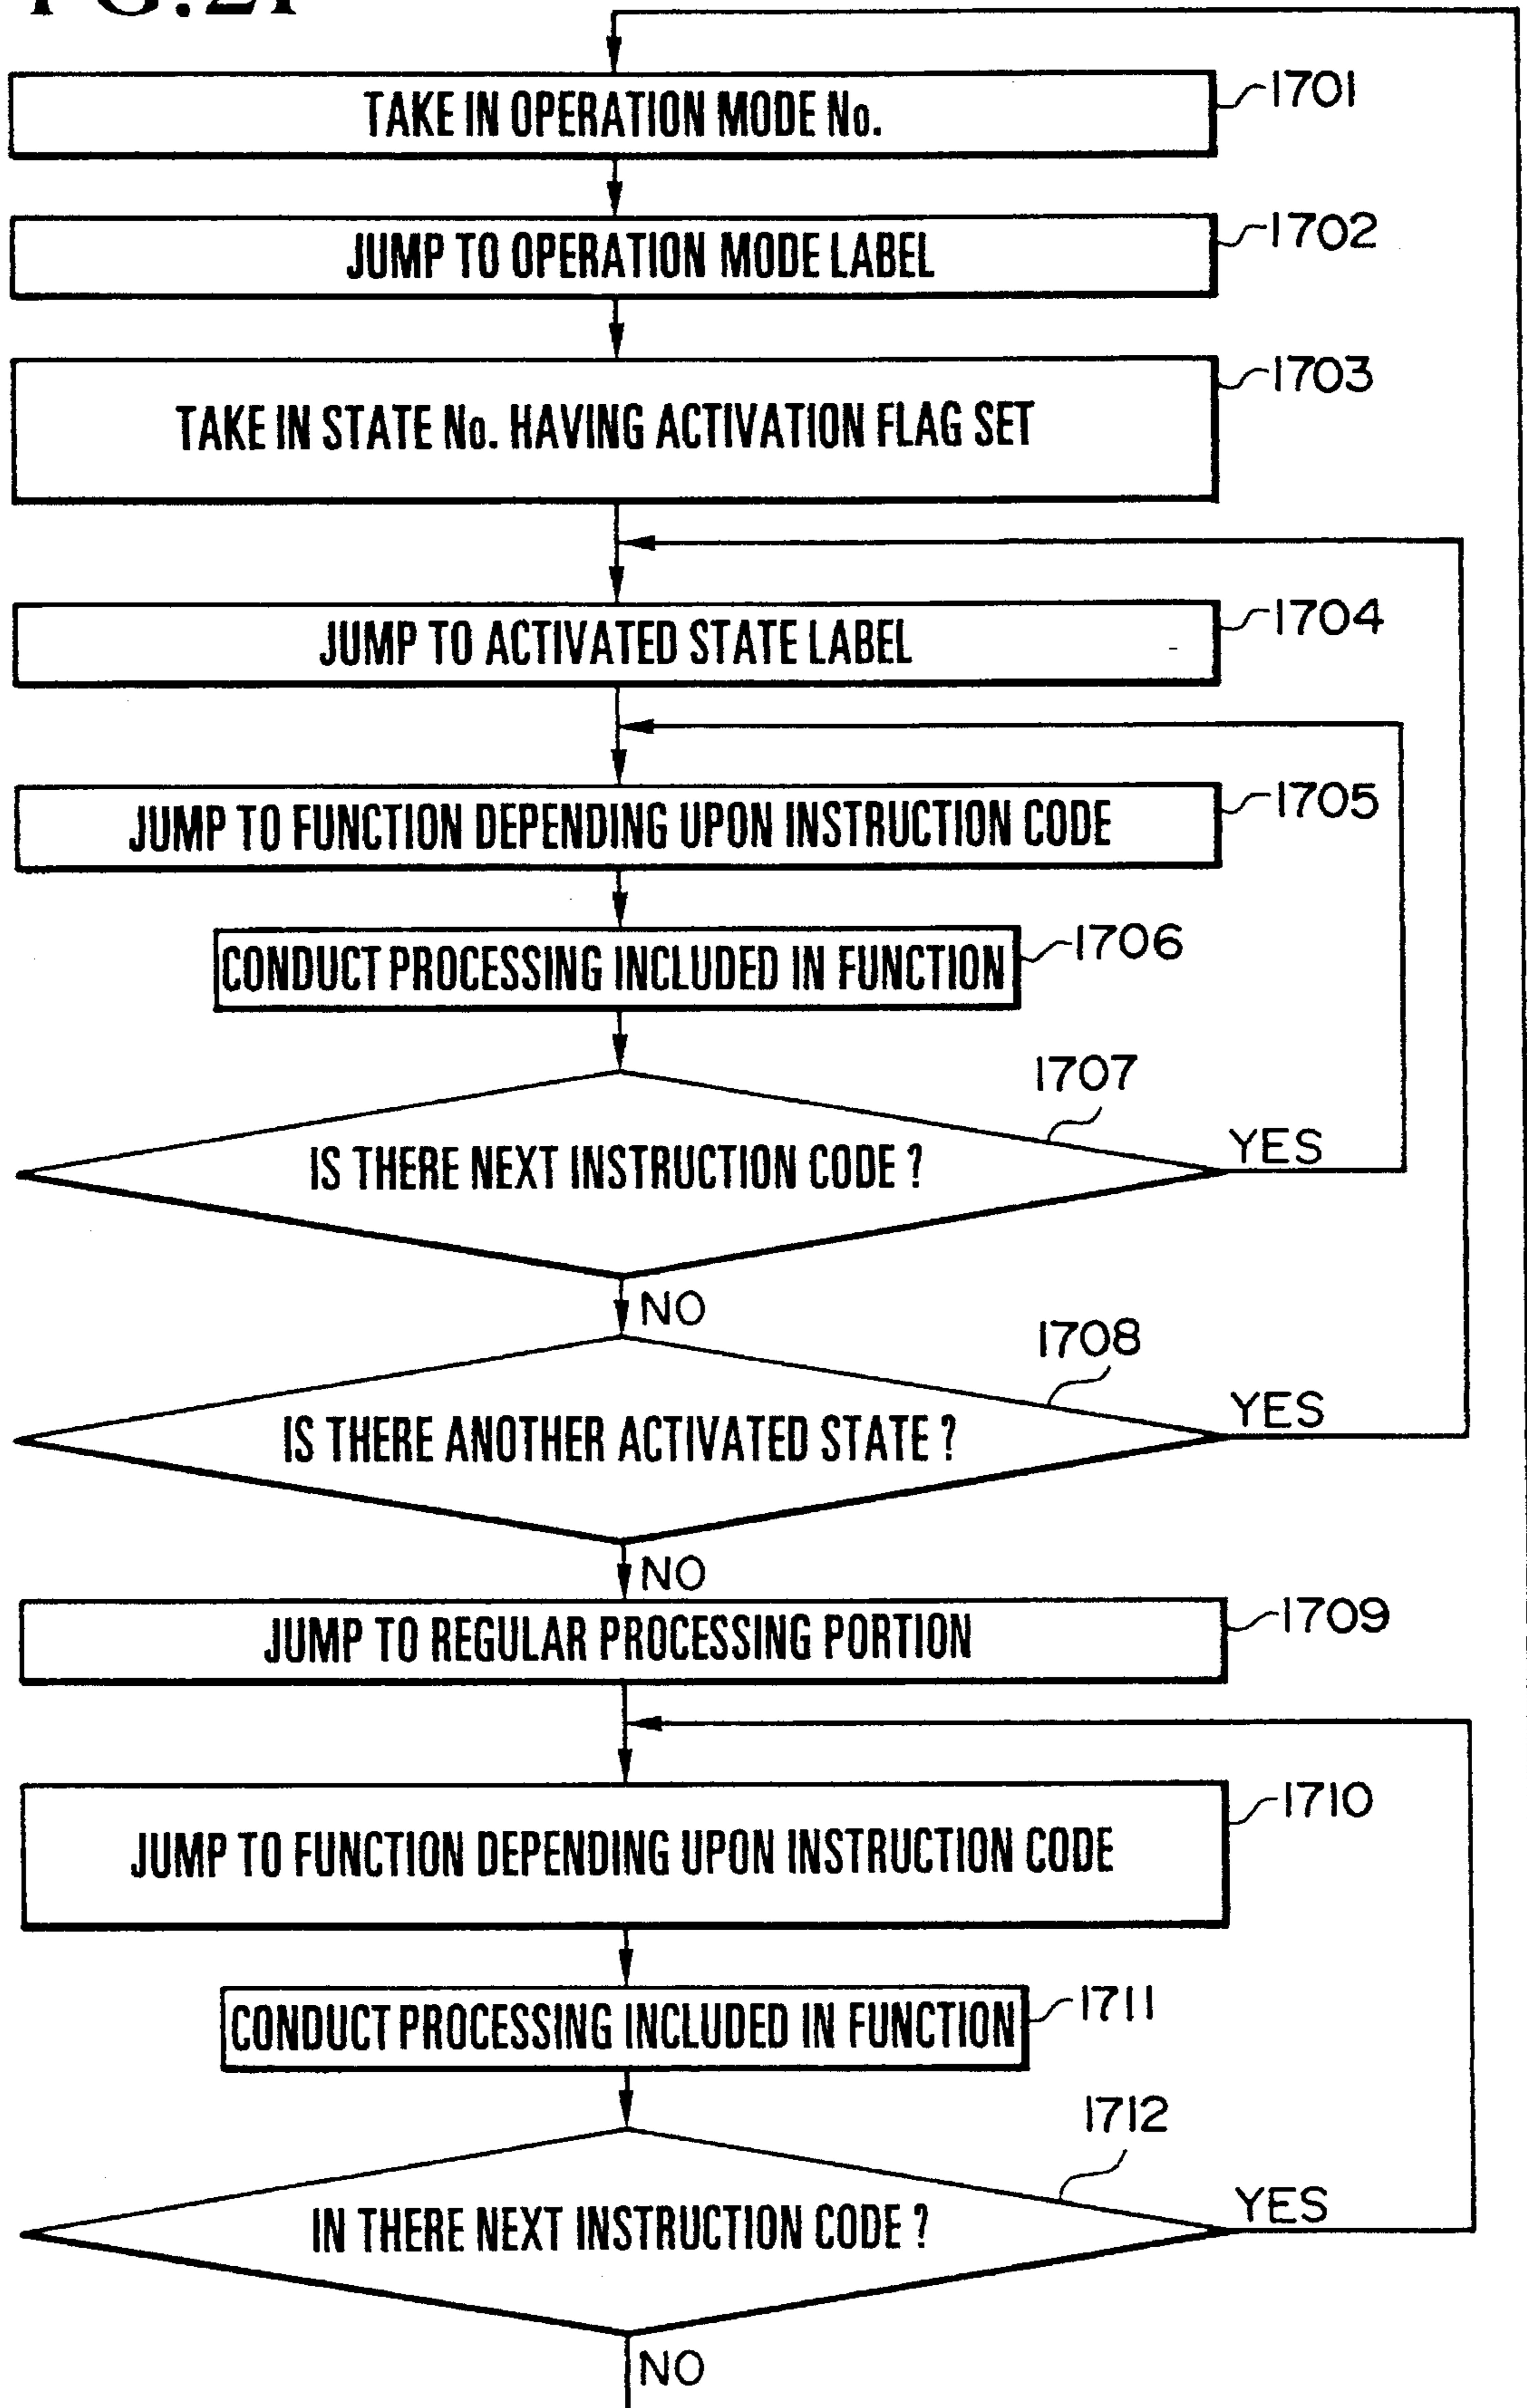 TAKE IN OPERATION MODE No.
1701
JUMP TO OPERATION MODE LABEL
1702
TAKE IN STATE No. HAVING ACTIVATION FLAG SET
1703
JUMP TO ACTIVATED STATE LABEL
1704
JUMP TO FUNCTION DEPENDING UPON INSTRUCTION CODE
1705
CONDUCT PROCESSING INCLUDED IN FUNCTION
1706
1707
IS THERE NEXT INSTRUCTION CODE ?
YES
NO
1708
IS THERE ANOTHER ACTIVATED STATE ?
YES
NO
JUMP TO REGULAR PROCESSING PORTION
1709
JUMP TO FUNCTION DEPENDING UPON INSTRUCTION CODE
1710
CONDUCT PROCESSING INCLUDED IN FUNCTION
1711
1712
IN THERE NEXT INSTRUCTION CODE ?
YES
NO